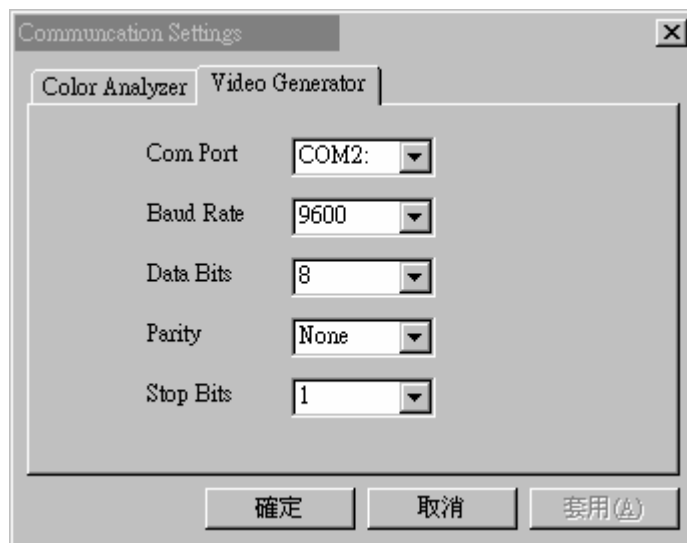 Communcation Settings
Color Analyzer Video Generator
Com Port COM2:
Baud Rate 9600
Data Bits 8
Parity None
Stop Bits 1
確定 取消 套用(A)